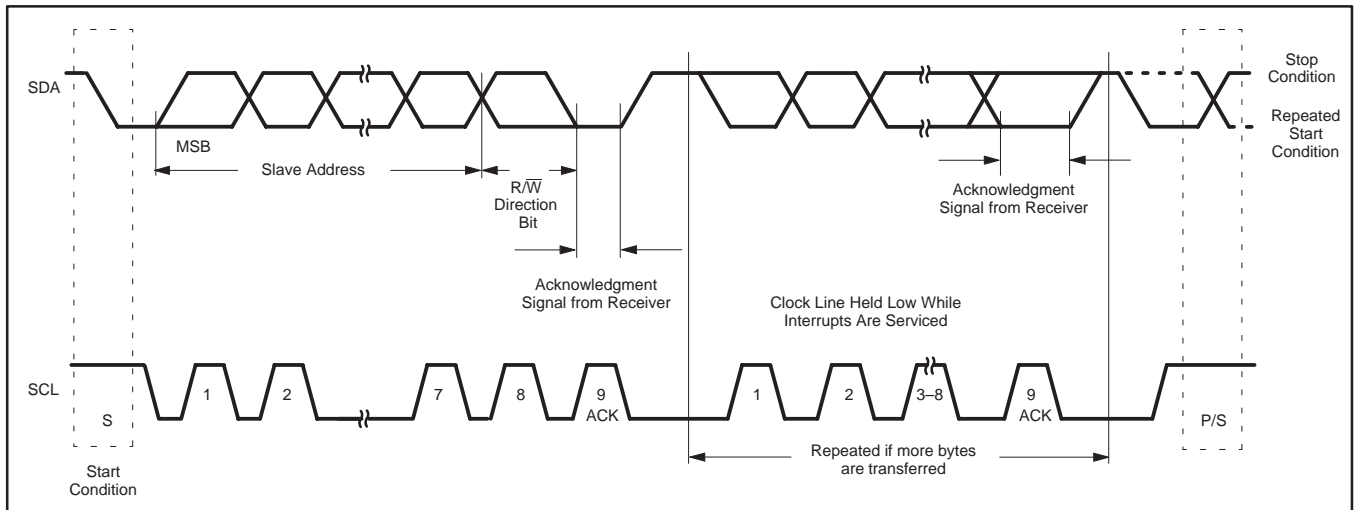 SDA
MSB
Slave Address
R/W̅
Direction
Bit
Acknowledgment
Signal from Receiver
Acknowledgment
Signal from Receiver
Stop
Condition
Repeated
Start
Condition
Clock Line Held Low While
Interrupts Are Serviced
SCL
S
1
2
7
8
9
ACK
1
2
3–8
9
ACK
P/S
Start
Condition
Repeated if more bytes
are transferred